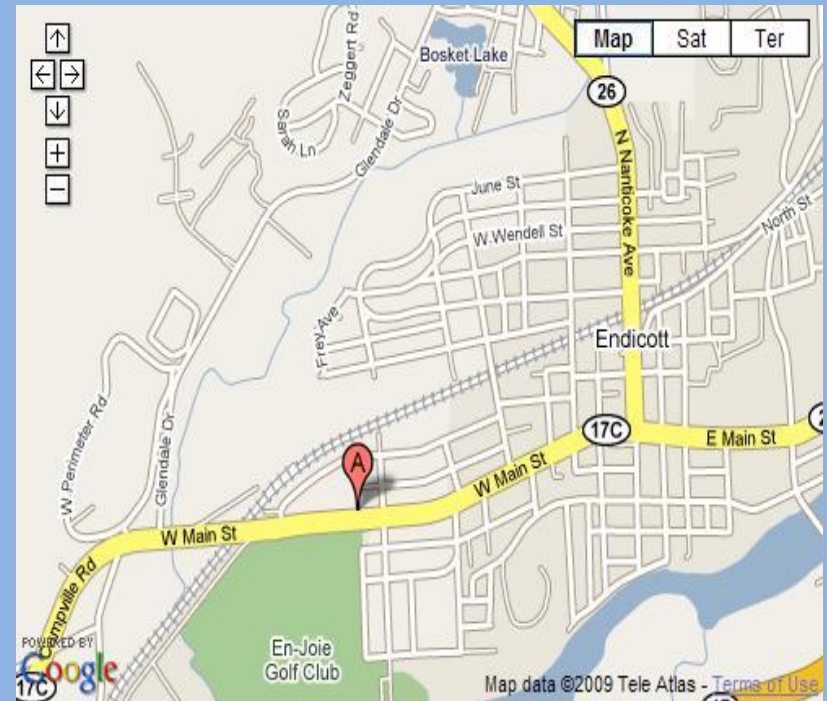 Map Sat Ter
Bosket Lake
Zeggert Rd
26
Sarah Ln
Glendale Dr
N Nanticoke Ave
June St
North St
W Wendell St
Frey Ave
Endicott
W Perimeter Rd
Glendale Dr
17C
E Main St
A
W Main St
W Main St
POWERED BY
Google
En-Joie
Golf Club
17C
Map data ©2009 Tele Atlas - Terms of Use